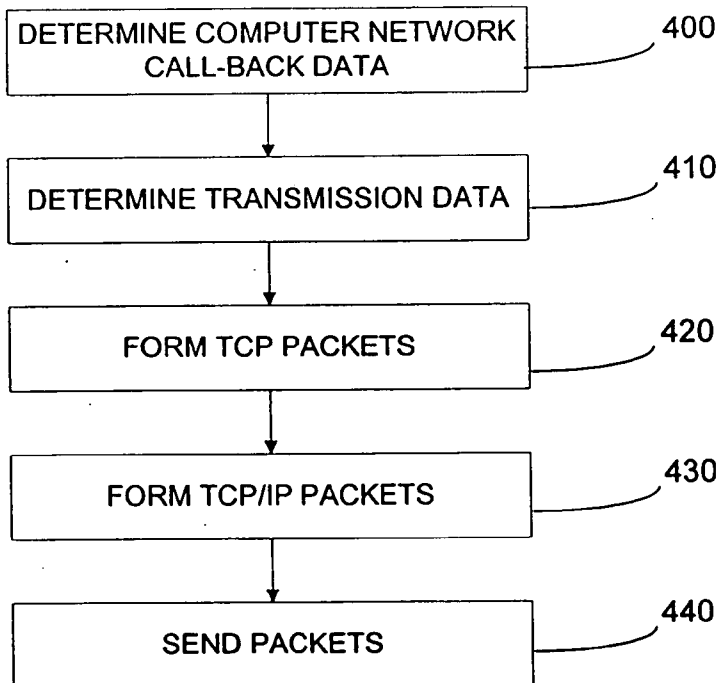 DETERMINE COMPUTER NETWORK
CALL-BACK DATA
400
DETERMINE TRANSMISSION DATA
410
FORM TCP PACKETS
420
FORM TCP/IP PACKETS
430
SEND PACKETS
440